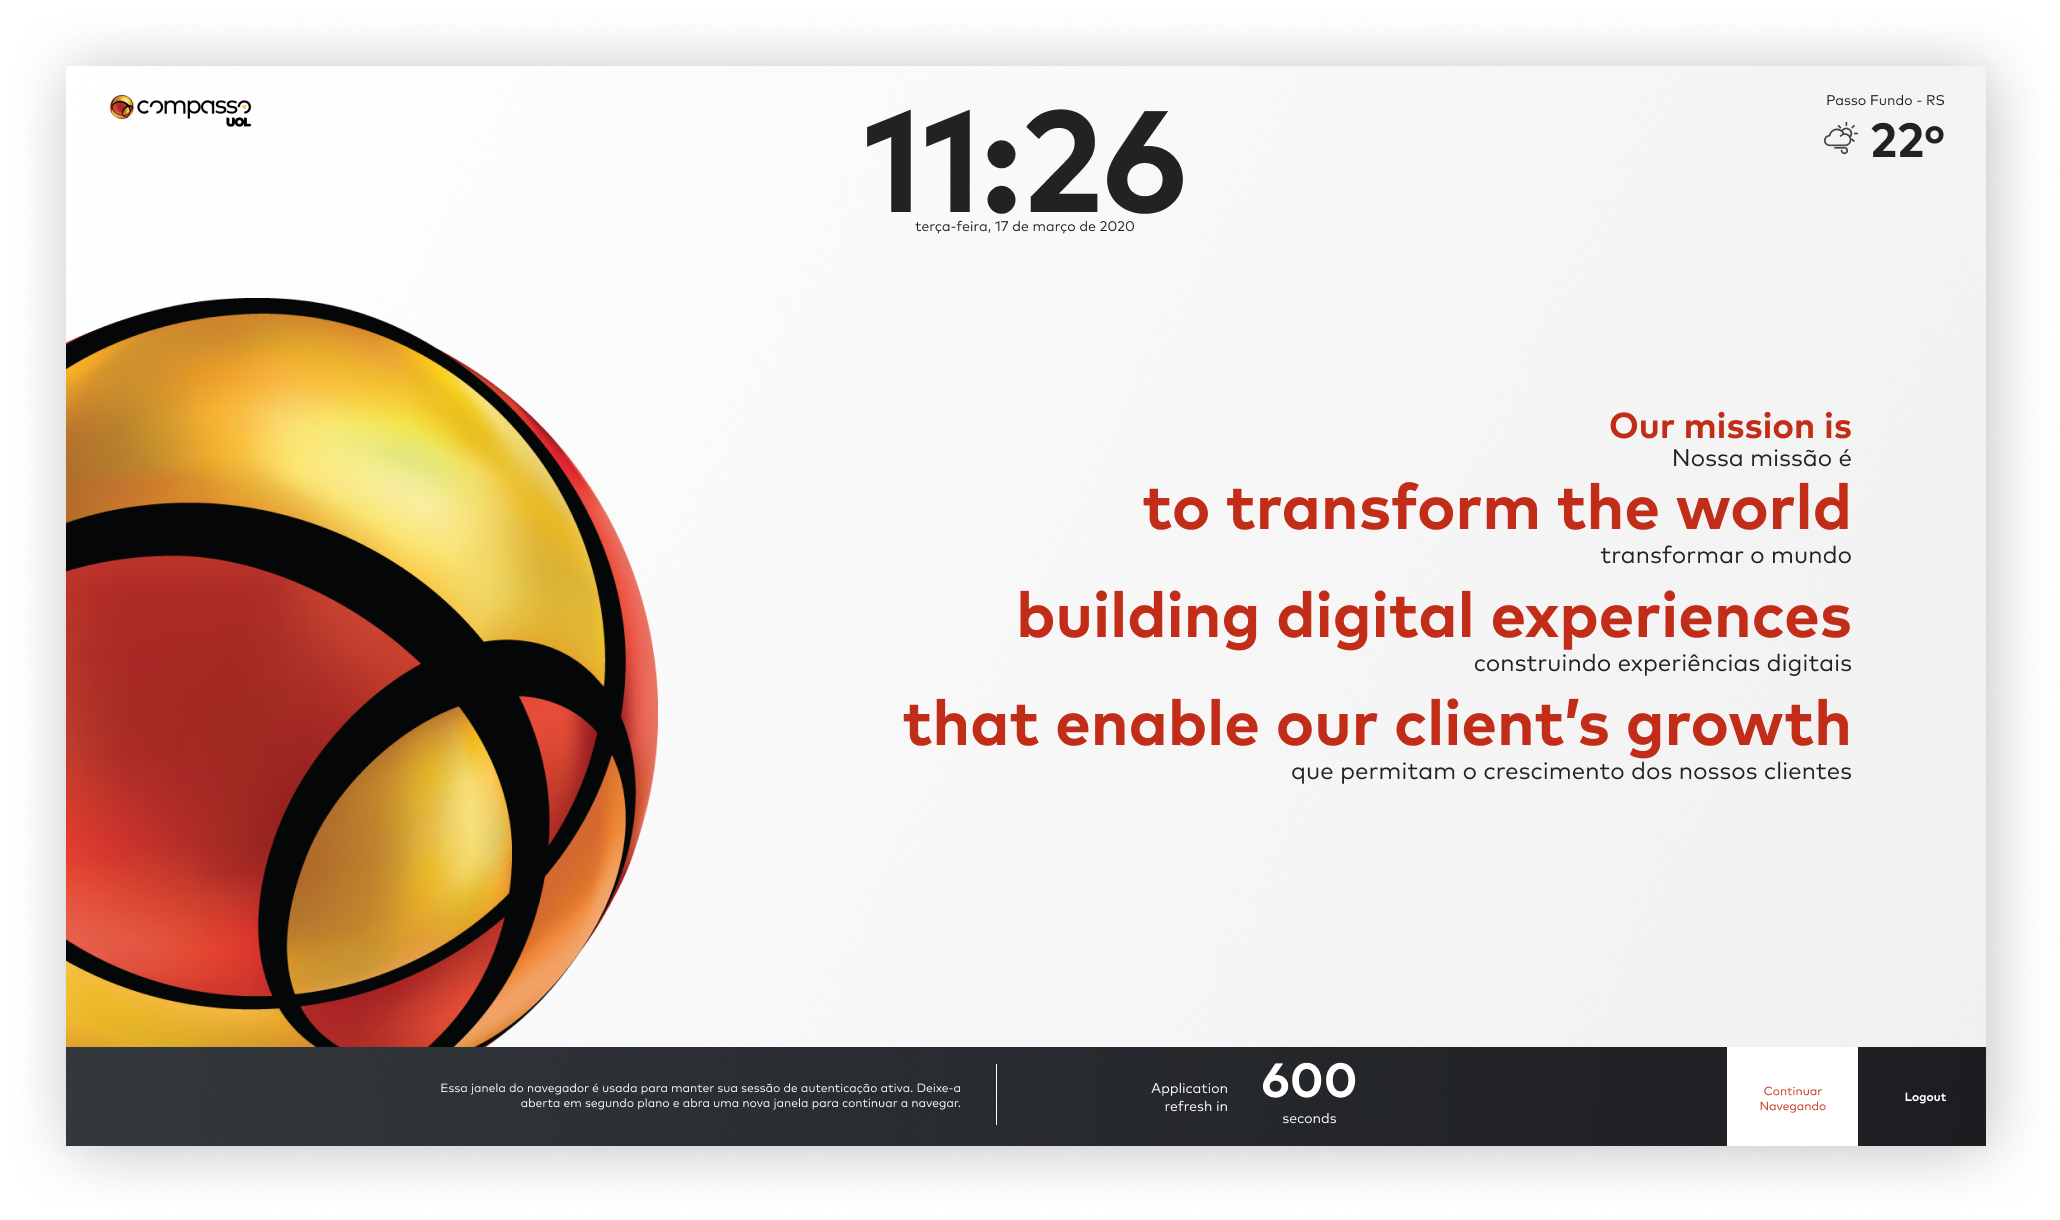 compasso
UOL
11:26
terça-feira, 17 de março de 2020
Passo Fundo - RS
22º
Our mission is
Nossa missão é
to transform the world
transformar o mundo
building digital experiences
construindo experiências digitais
that enable our client’s growth
que permitam o crescimento dos nossos clientes
Essa janela do navegador é usada para manter sua sessão de autenticação ativa. Deixe-a
aberta em segundo plano e abra uma nova janela para continuar a navegar.
Application
refresh in
600
seconds
Continuar
Navegando
Logout